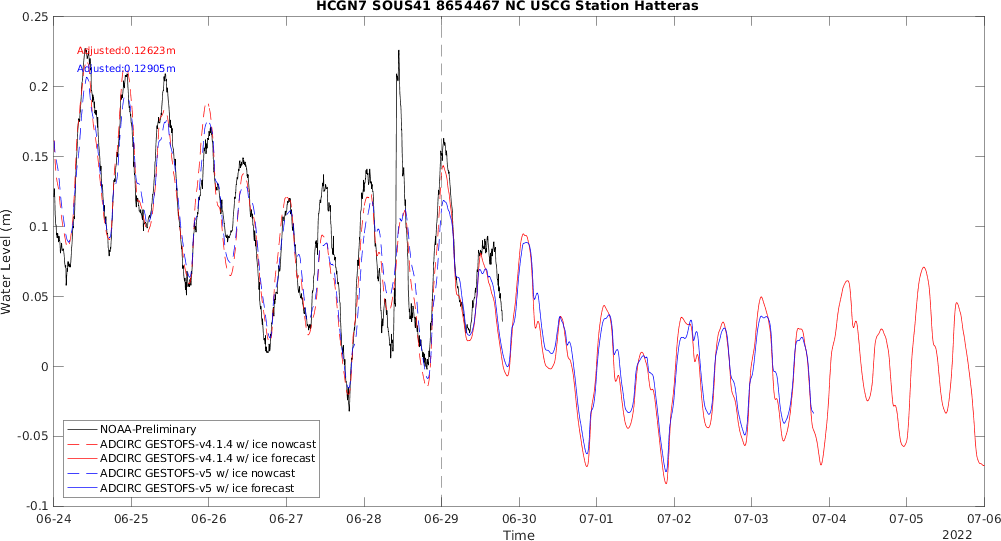 HCGN7 SOUS41 8654467 NC USCG Station Hatteras
0.25
0.2
0.15
0.1
0.05
0
-0.05
-0.1
Water Level (m)
Adjusted:0.12623m
Adjusted:0.12905m
NOAA-Preliminary
ADCIRC GESTOFS-v4.1.4 w/ ice nowcast
ADCIRC GESTOFS-v4.1.4 w/ ice forecast
ADCIRC GESTOFS-v5 w/ ice nowcast
ADCIRC GESTOFS-v5 w/ ice forecast
06-24 06-25 06-26 06-27 06-28 06-29 06-30 07-01 07-02 07-03 07-04 07-05 07-06
Time
2022